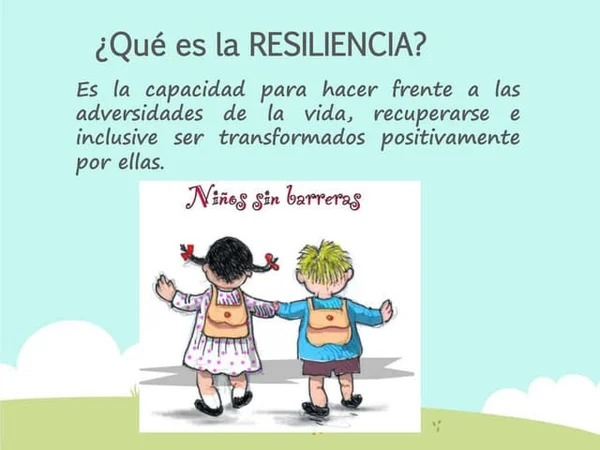 ¿Qué es la RESILIENCIA?
Es la capacidad para hacer frente a las
adversidades de la vida, recuperarse e
inclusive ser transformados positivamente
por ellas.
Niños sin barreras